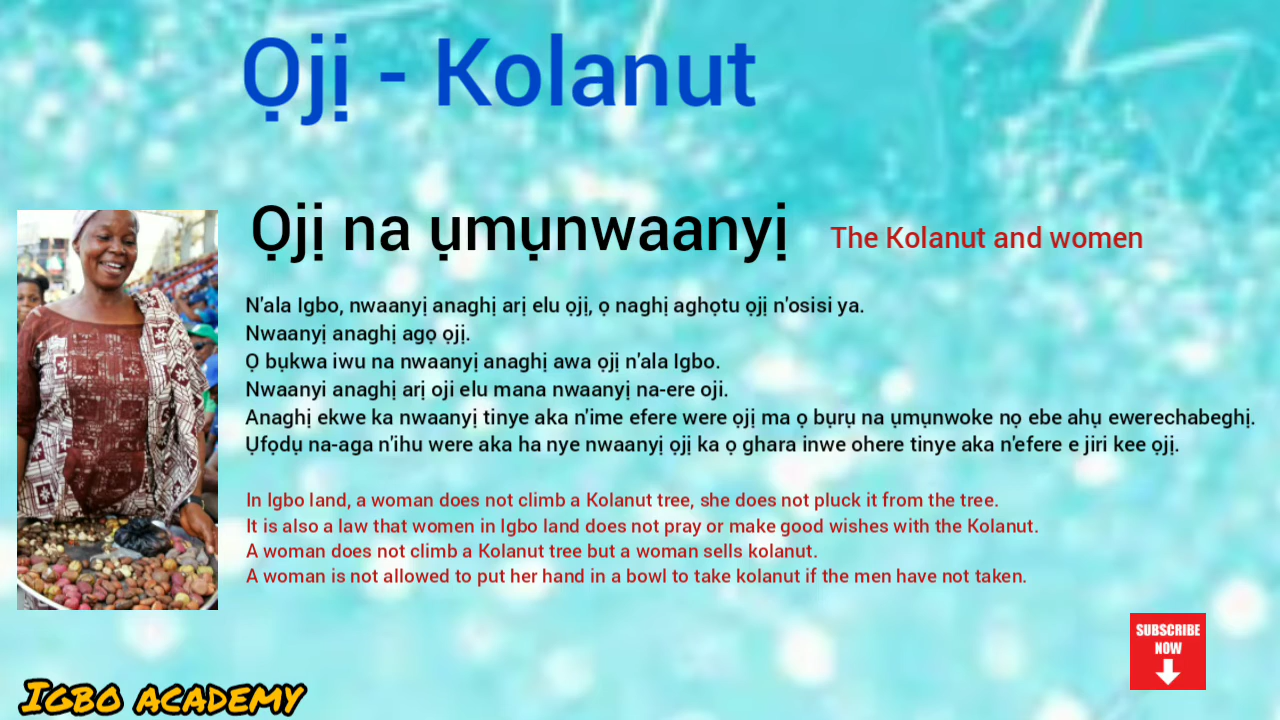 Ọjị - Kolanut
Ọjị na ụmụnwaanyị
The Kolanut and women
N'ala Igbo, nwaanyị anaghị arị elu ọjị, ọ naghị aghọtu ọjị n'osisi ya.
Nwaanyị anaghị agọ ọjị.
Ọ bụkwa iwu na nwaanyị anaghị awa ọjị n'ala Igbo.
Nwaanyi anaghị arị oji elu mana nwaanyị na-ere oji.
Anaghị ekwe ka nwaanyị tinye aka n'ime efere were ọjị ma ọ bụrụ na ụmụnwoke nọ ebe ahụ ewerechabeghị.
Ụfọdụ na-aga n'ihu were aka ha nye nwaanyị ọjị ka ọ ghara inwe ohere tinye aka n'efere e jiri kee ọjị.
In Igbo land, a woman does not climb a Kolanut tree, she does not pluck it from the tree.
It is also a law that women in Igbo land does not pray or make good wishes with the Kolanut.
A woman does not climb a Kolanut tree but a woman sells kolanut.
A woman is not allowed to put her hand in a bowl to take kolanut if the men have not taken.
SUBSCRIBE
NOW
IGBO ACADEMY